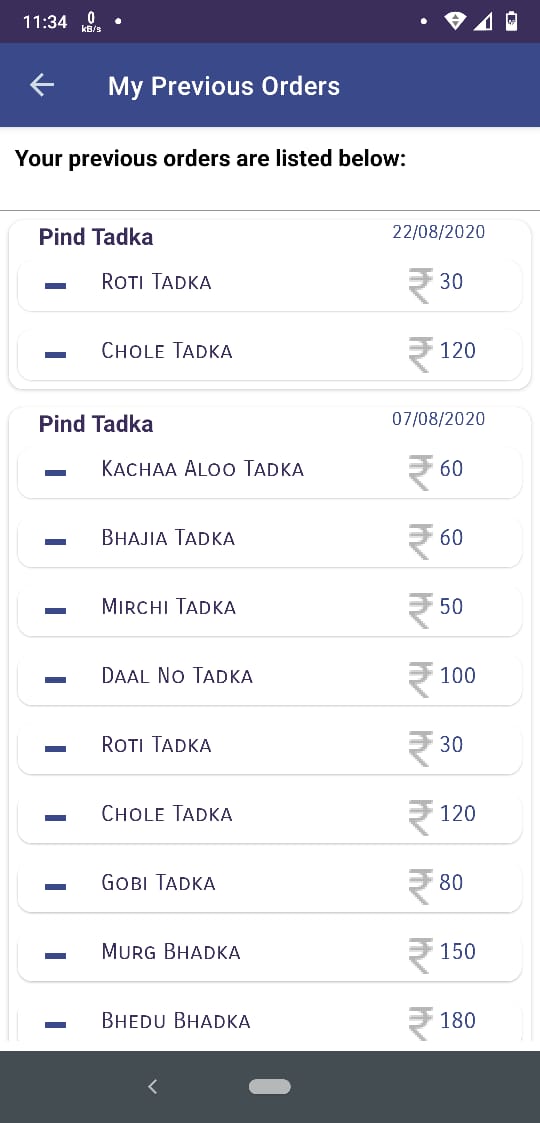 11:34 0 kB/s
My Previous Orders
Your previous orders are listed below:
Pind Tadka 22/08/2020
Roti Tadka ₹ 30
Chole Tadka ₹ 120
Pind Tadka 07/08/2020
Kachaa Aloo Tadka ₹ 60
Bhajia Tadka ₹ 60
Mirchi Tadka ₹ 50
Daal No Tadka ₹ 100
Roti Tadka ₹ 30
Chole Tadka ₹ 120
Gobi Tadka ₹ 80
Murg Bhadka ₹ 150
Bhedu Bhadka ₹ 180